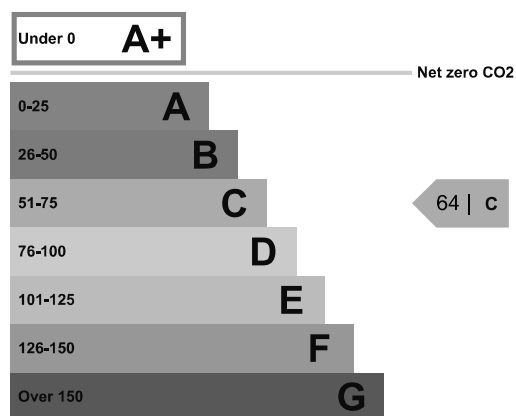 Under 0 A+
Net zero CO2
0-25 A
26-50 B
51-75 C
64 | C
76-100 D
101-125 E
126-150 F
Over 150 G